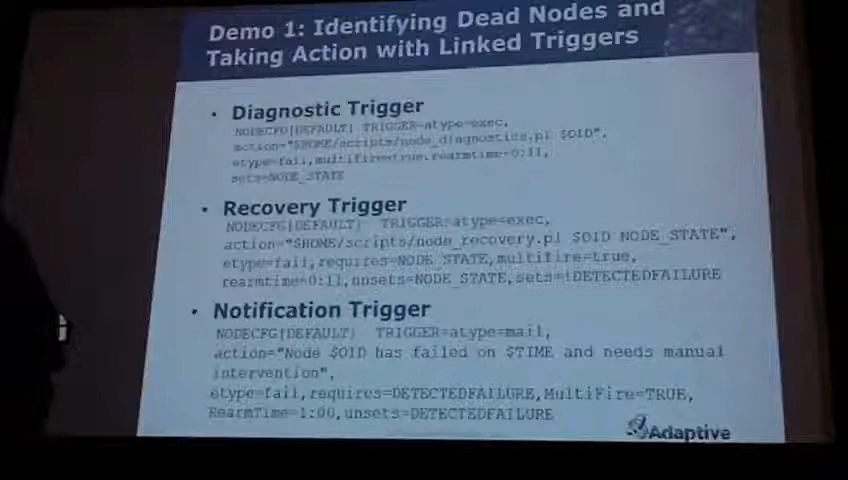 Demo 1: Identifying Dead Nodes and
Taking Action with Linked Triggers
• Diagnostic Trigger
NODECFG[DEFAULT] TRIGGER=atype=exec,
action="$HOME/scripts/node_diagnostics.pl $OID",
etype=fail,multifire=true,rearmtime=0:11,
sets=NODE_STATE
• Recovery Trigger
NODECFG[DEFAULT] TRIGGER=atype=exec,
action="$HOME/scripts/node_recovery.pl $OID NODE_STATE",
etype=fail,requires=NODE_STATE,multifire=true,
rearmtime=0:11,unsets=NODE_STATE,sets=!DETECTEDFAILURE
• Notification Trigger
NODECFG[DEFAULT] TRIGGER=atype=mail,
action="Node $OID has failed on $TIME and needs manual
intervention",
etype=fail,requires=DETECTEDFAILURE,MultiFire=TRUE,
RearmTime=1:00,unsets=DETECTEDFAILURE
Adaptive